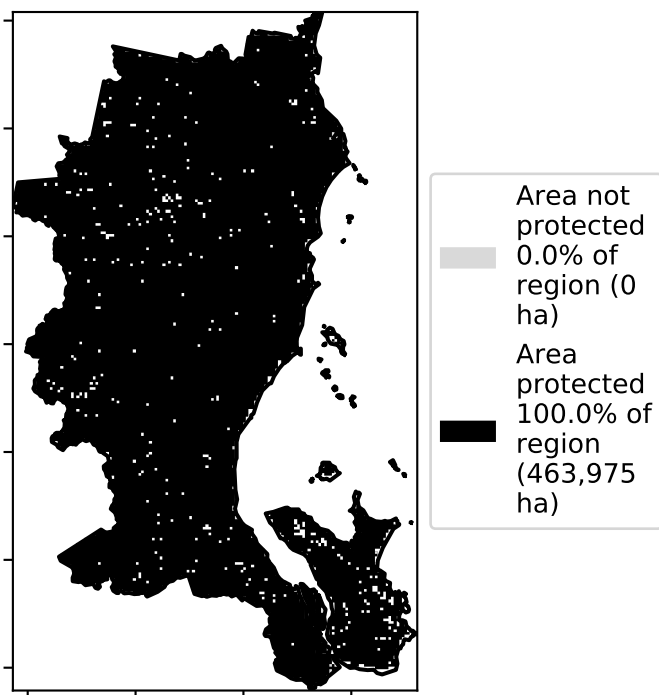 Area not
protected
0.0% of
region (0
ha)
Area
protected
100.0% of
region
(463,975
ha)